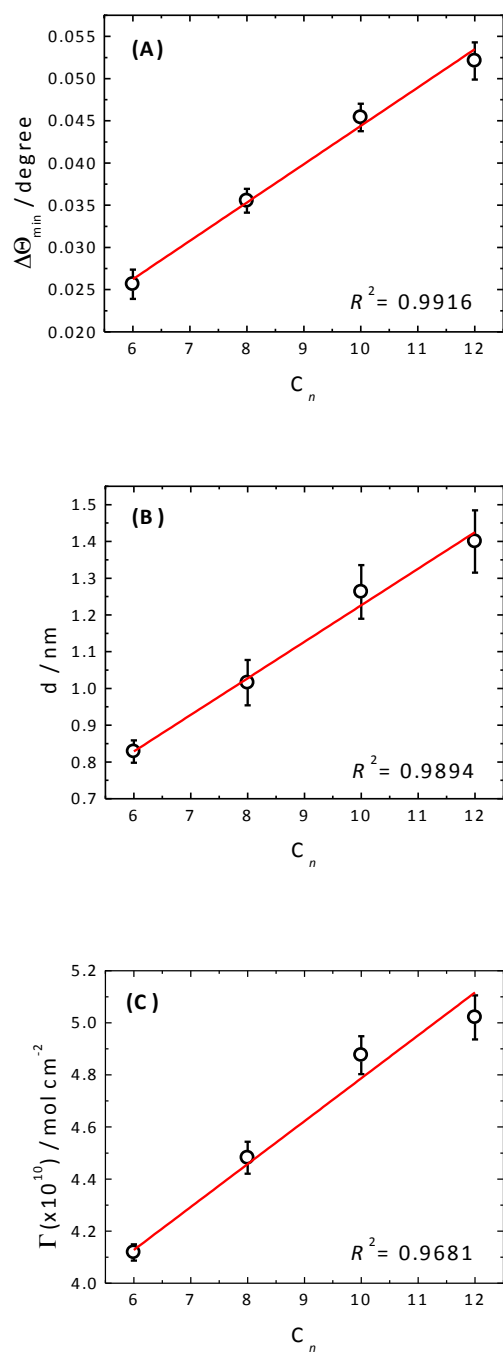 (A)
0.055
0.050
0.045
0.040
0.035
0.030
0.025
0.020
ΔΘmin / degree
R² = 0.9916
6 7 8 9 10 11 12
Cn
(B)
1.5
1.4
1.3
1.2
1.1
1.0
0.9
0.8
0.7
d / nm
R² = 0.9894
6 7 8 9 10 11 12
Cn
(C)
5.2
5.0
4.8
4.6
4.4
4.2
4.0
Γ (x10¹⁰) / mol cm⁻²
R² = 0.9681
6 7 8 9 10 11 12
Cn